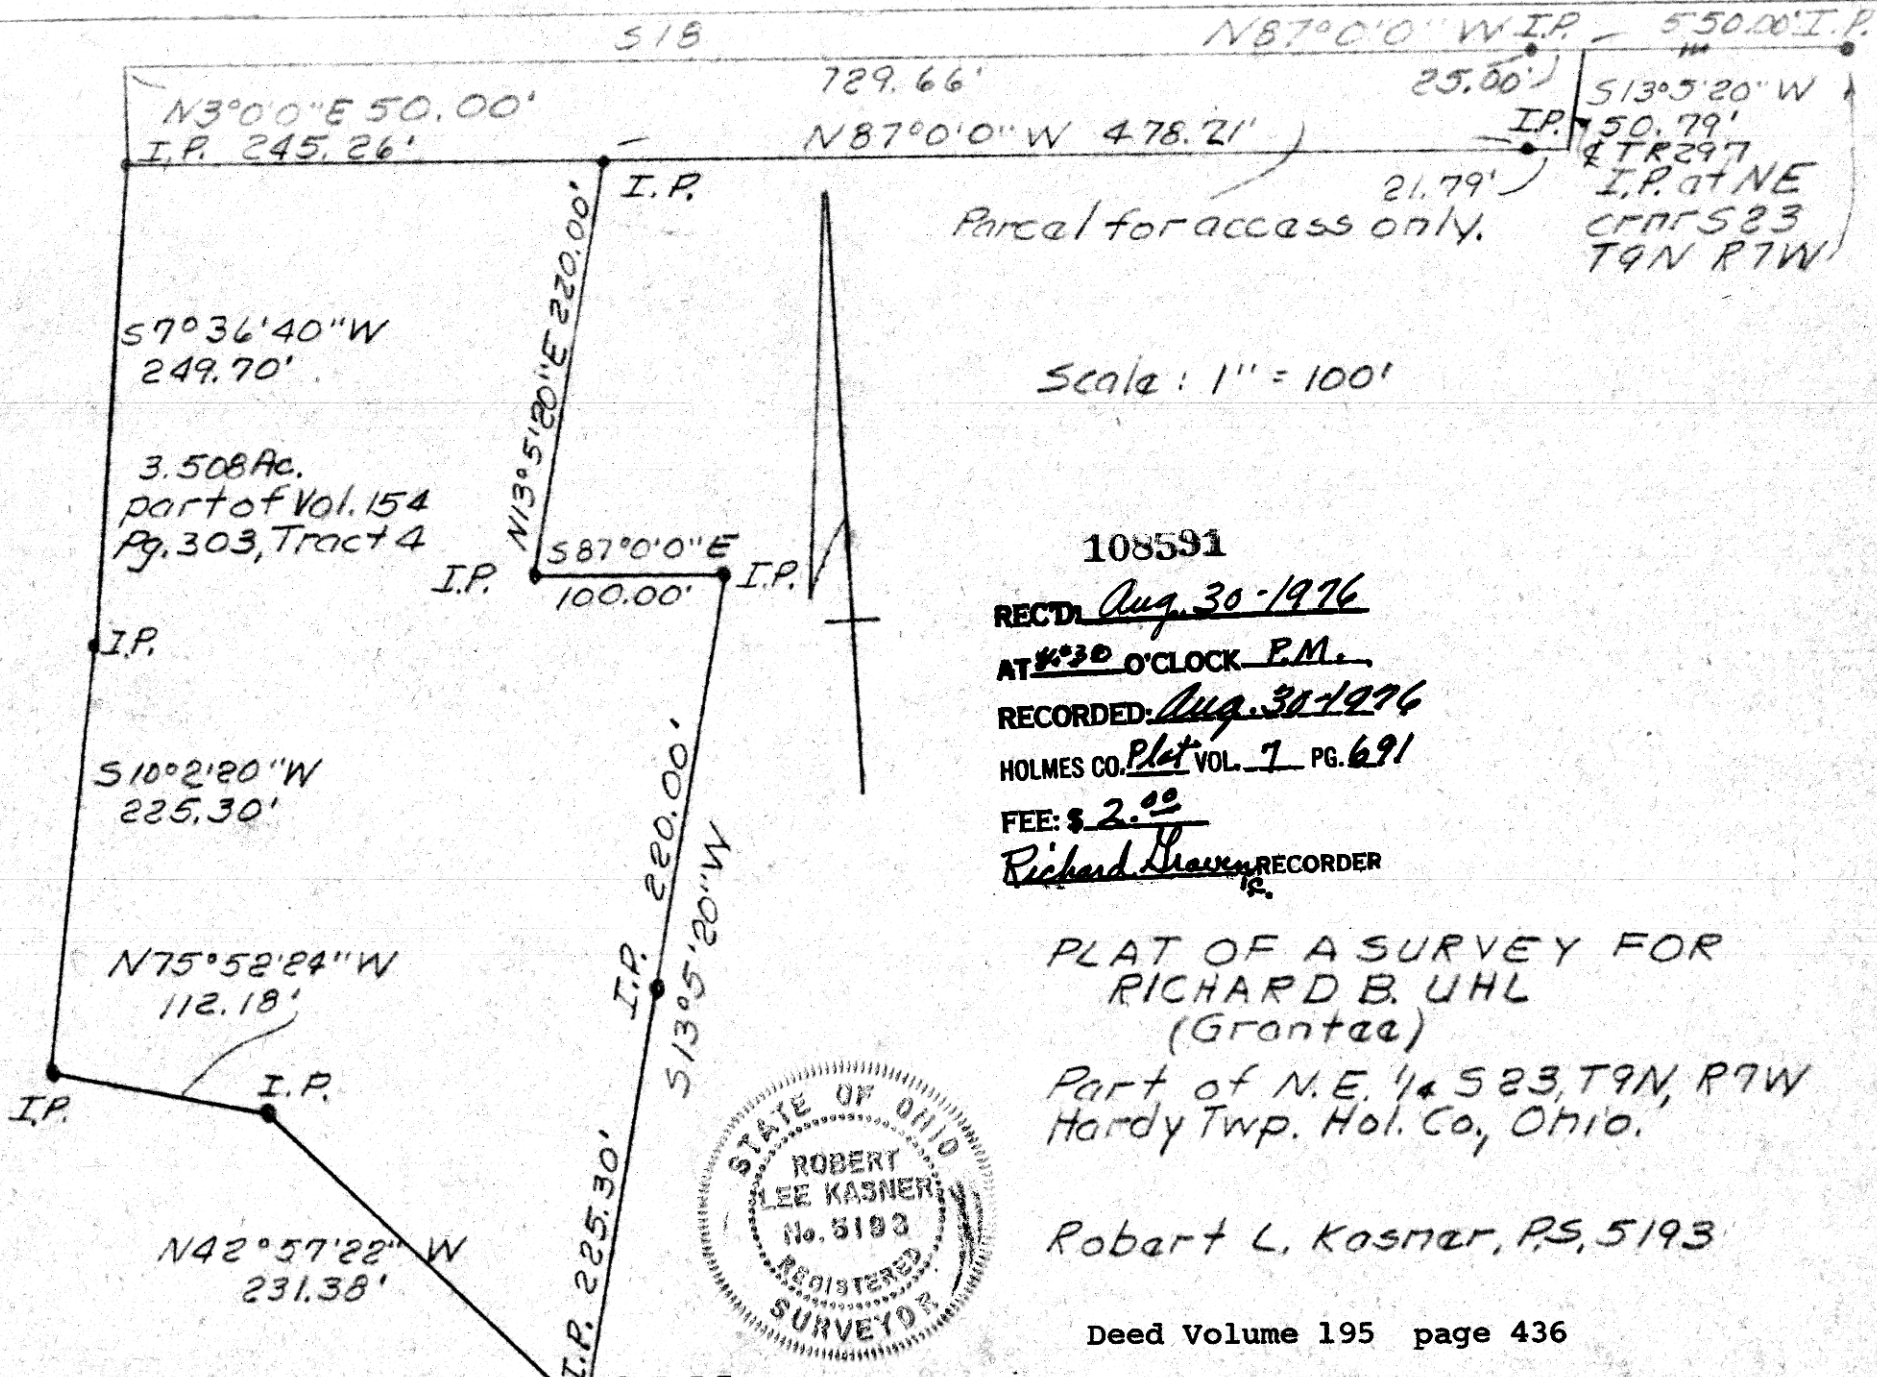 S18
N87°0'0" W I.P. 550.00' I.P.
729.66'
25.00'
N3°0'0"E 50.00'
S13°5'20" W
50.79'
℄ TR297
I.P. at NE
crnr S23
T9N R7W
I.P. 245.26'
I.P.
N87°0'0" W 478.21'
I.P.
21.79'
Parcel for access only.
N13°5'20"E 220.00'
S7°36'40"W
249.70'
Scale: 1" = 100'
3.508Ac.
part of Vol. 154
Pg. 303, Tract 4
I.P.
S87°0'0"E
100.00'
I.P.
I.P.
108591
REC'D: Aug. 30-1976
AT 4:30 O'CLOCK P.M.
RECORDED: Aug. 30-1976
HOLMES CO. Plat VOL. 7 PG. 691
FEE: $ 2.00
Richard Graven RECORDER
S10°2'20"W
225.30'
I.P. 220.00'
S13°5'20"W
N75°52'24"W
112.18'
I.P.
I.P.
PLAT OF A SURVEY FOR
RICHARD B. UHL
(Grantee)
Part of N.E. 1/4 S23, T9N, R7W
Hardy Twp. Hol. Co., Ohio.
STATE OF OHIO
ROBERT
LEE KASNER
No. 5193
REGISTERED
SURVEYOR
N42°57'22" W
231.38'
I.P. 225.30'
Robert L. Kasner, P.S. 5193
Deed Volume 195 page 436